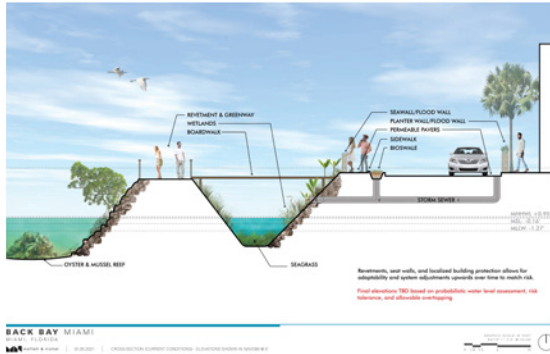 REVETMENT & GREENWAY
WETLANDS
BOARDWALK
SEAWALL/FLOOD WALL
PLANTER WALL/FLOOD WALL
PERMEABLE PAVERS
SIDEWALK
BIOSWALE
STORM SEWER
OYSTER & MUSSEL REEF
SEAGRASS
Revetments, seat walls, and localized building protection allows for
adaptability and system adjustments upwards over time to match risk.
Final elevations TBD based on probabilistic water level assessment, risk
tolerance, and allowable overtopping
BACK BAY MIAMI
MIAMI, FLORIDA